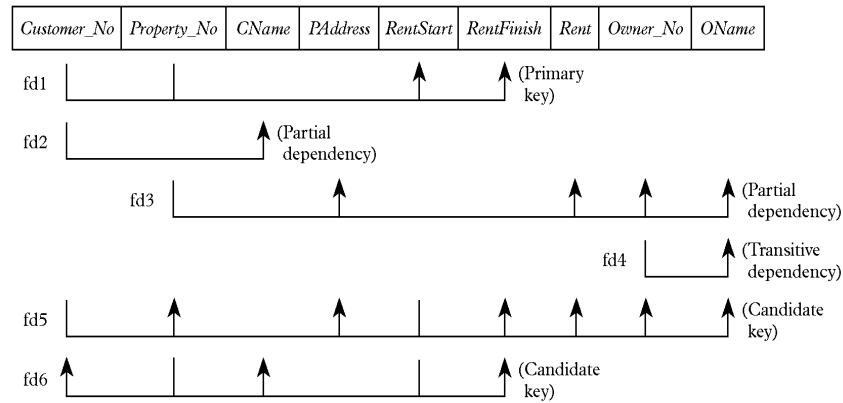 Customer_No Property_No CName PAddress RentStart RentFinish Rent Owner_No OName
fd1 (Primary
key)
fd2 (Partial
dependency)
fd3 (Partial
dependency)
fd4 (Transitive
dependency)
fd5 (Candidate
key)
fd6 (Candidate
key)